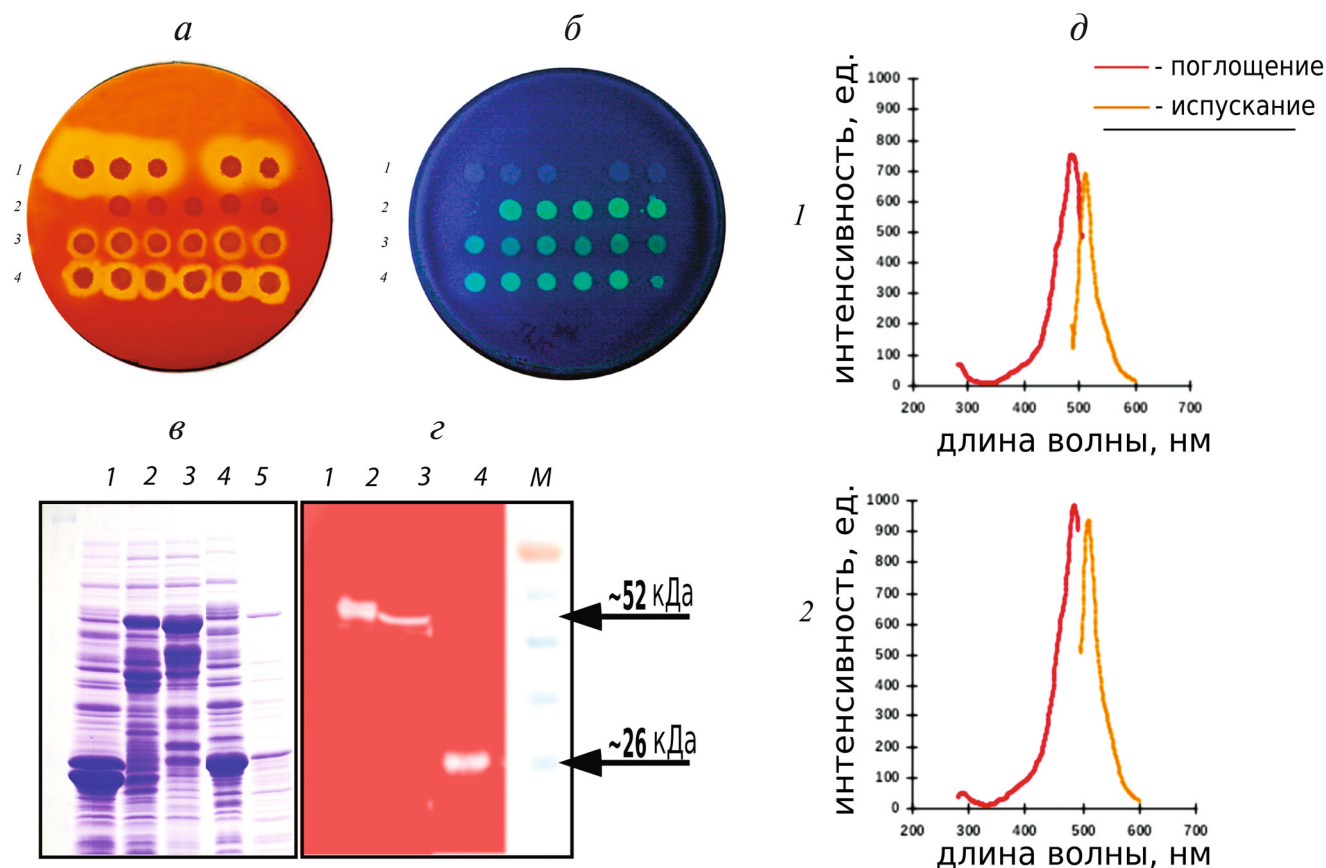 а
б
д
1
2
3
4
1
2
3
4
- поглощение
- испускание
1
интенсивность, ед.
1000
900
800
700
600
500
400
300
200
100
0
200 300 400 500 600 700
длина волны, нм
в
г
1 2 3 4 5
1 2 3 4 M
~52 кДа
~26 кДа
2
интенсивность, ед.
1000
900
800
700
600
500
400
300
200
100
0
200 300 400 500 600 700
длина волны, нм